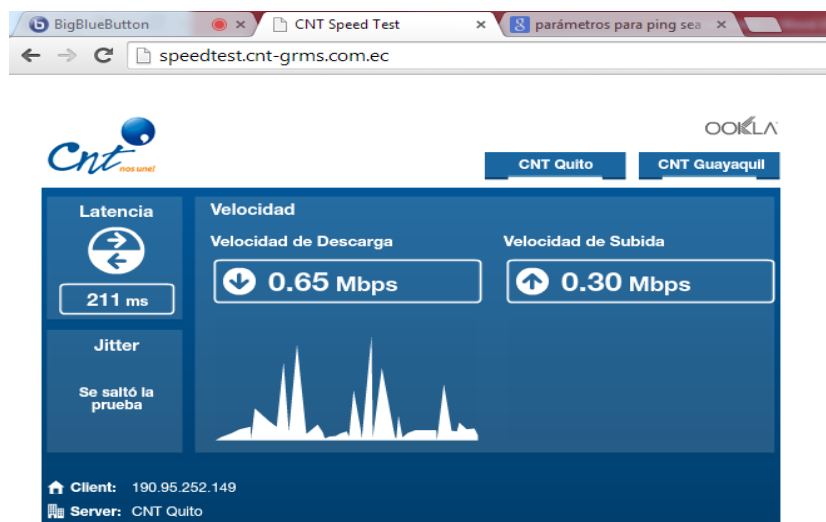 BigBlueButton
CNT Speed Test
parámetros para ping sea
speedtest.cnt-grms.com.ec
OOKLA
Cnt
nos une!
CNT Quito
CNT Guayaquil
Latencia
211 ms
Velocidad
Velocidad de Descarga
0.65 Mbps
Velocidad de Subida
0.30 Mbps
Jitter
Se saltó la
prueba
Client: 190.95.252.149
Server: CNT Quito